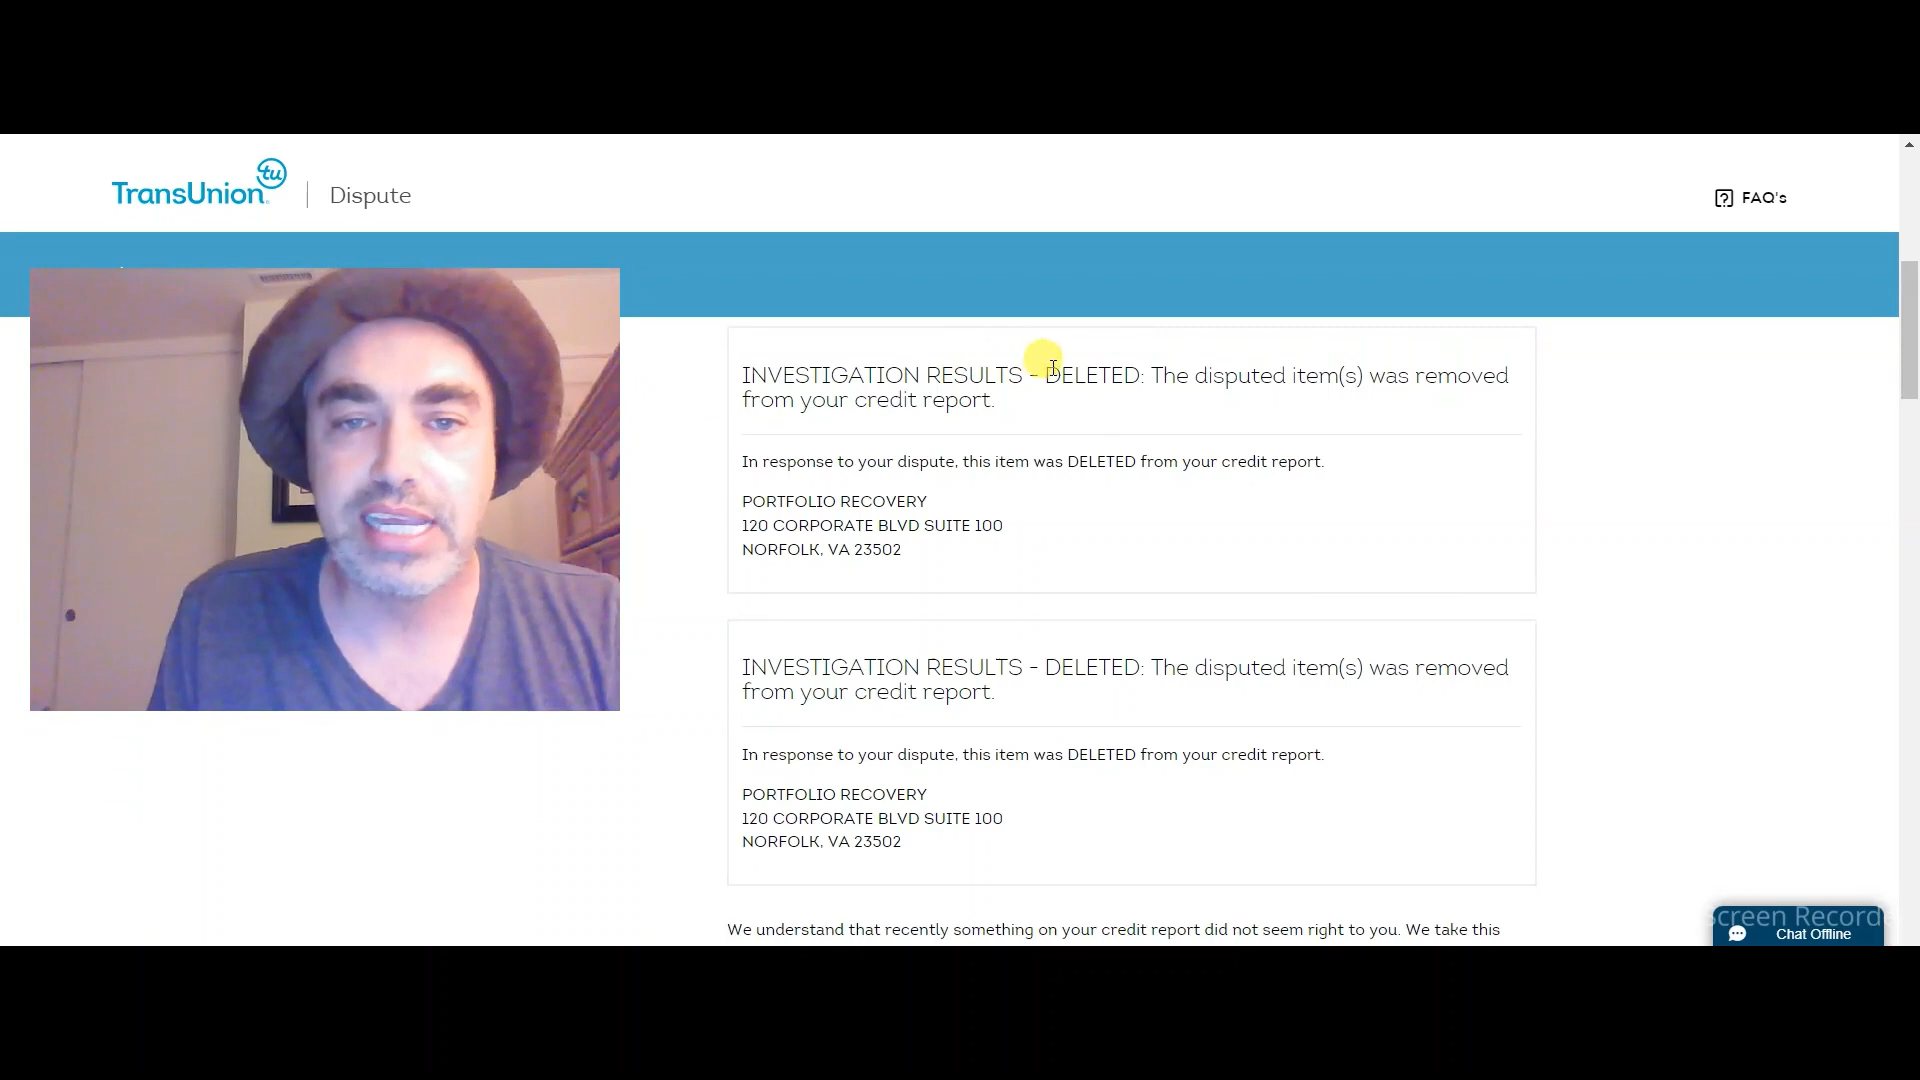 TransUnion
tu
Dispute
FAQ's
INVESTIGATION RESULTS - DELETED: The disputed item(s) was removed
from your credit report.
In response to your dispute, this item was DELETED from your credit report.
PORTFOLIO RECOVERY
120 CORPORATE BLVD SUITE 100
NORFOLK, VA 23502
INVESTIGATION RESULTS - DELETED: The disputed item(s) was removed
from your credit report.
In response to your dispute, this item was DELETED from your credit report.
PORTFOLIO RECOVERY
120 CORPORATE BLVD SUITE 100
NORFOLK, VA 23502
We understand that recently something on your credit report did not seem right to you. We take this
Screen Recorde
Chat Offline